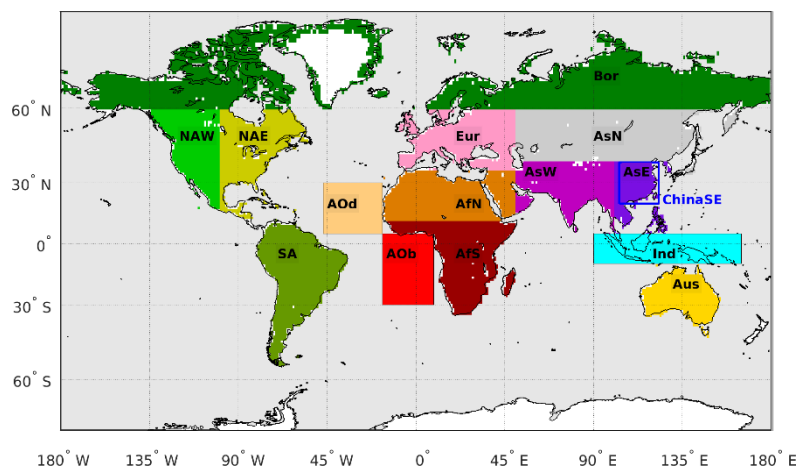 Bor
60° N
NAW
NAE
Eur
AsN
AsW
AsE
30° N
AOd
AfN
ChinaSE
0°
SA
AOb
AfS
Ind
Aus
30° S
60° S
180° W
135° W
90° W
45° W
0°
45° E
90° E
135° E
180° E